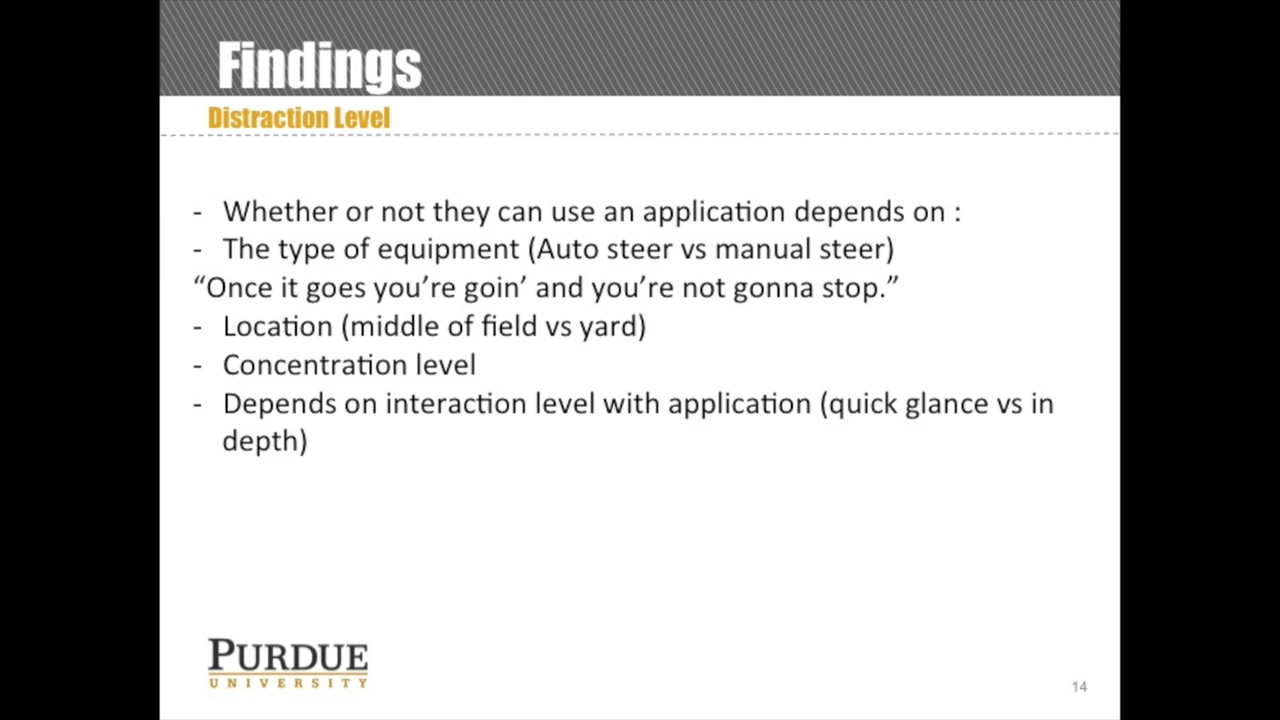 Findings
Distraction Level
- Whether or not they can use an application depends on :
- The type of equipment (Auto steer vs manual steer)
“Once it goes you’re goin’ and you’re not gonna stop.”
- Location (middle of field vs yard)
- Concentration level
- Depends on interaction level with application (quick glance vs in
depth)
PURDUE
UNIVERSITY
14